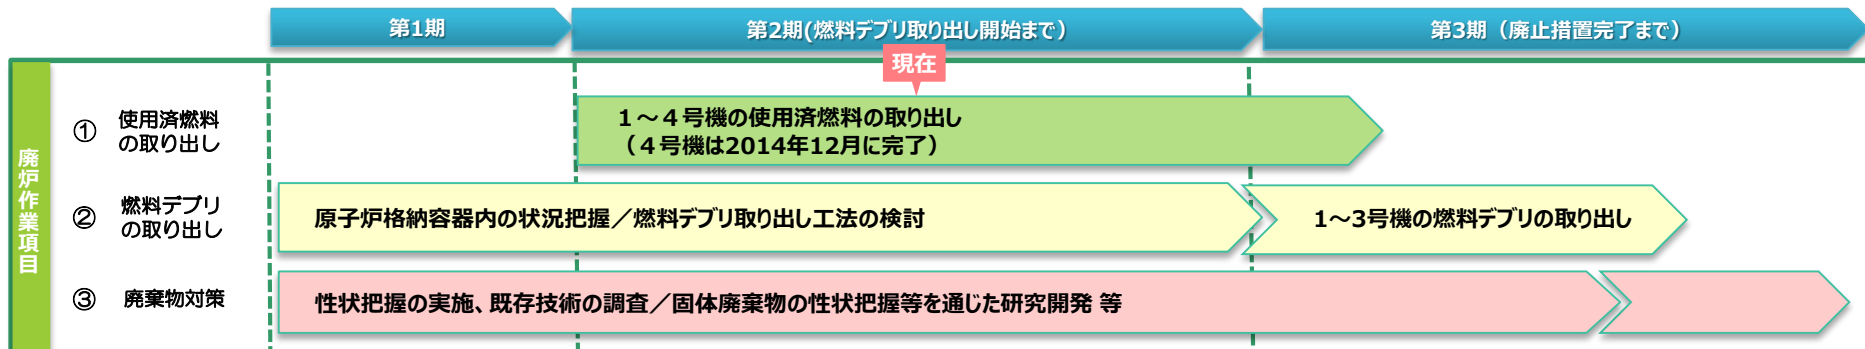 第1期
第2期(燃料デブリ取り出し開始まで)
第3期（廃止措置完了まで）
現在
廃炉作業項目
① 使用済燃料
の取り出し
1～4号機の使用済燃料の取り出し
（4号機は2014年12月に完了）
② 燃料デブリ
の取り出し
原子炉格納容器内の状況把握／燃料デブリ取り出し工法の検討
1～3号機の燃料デブリの取り出し
③ 廃棄物対策
性状把握の実施、既存技術の調査／固体廃棄物の性状把握等を通じた研究開発 等